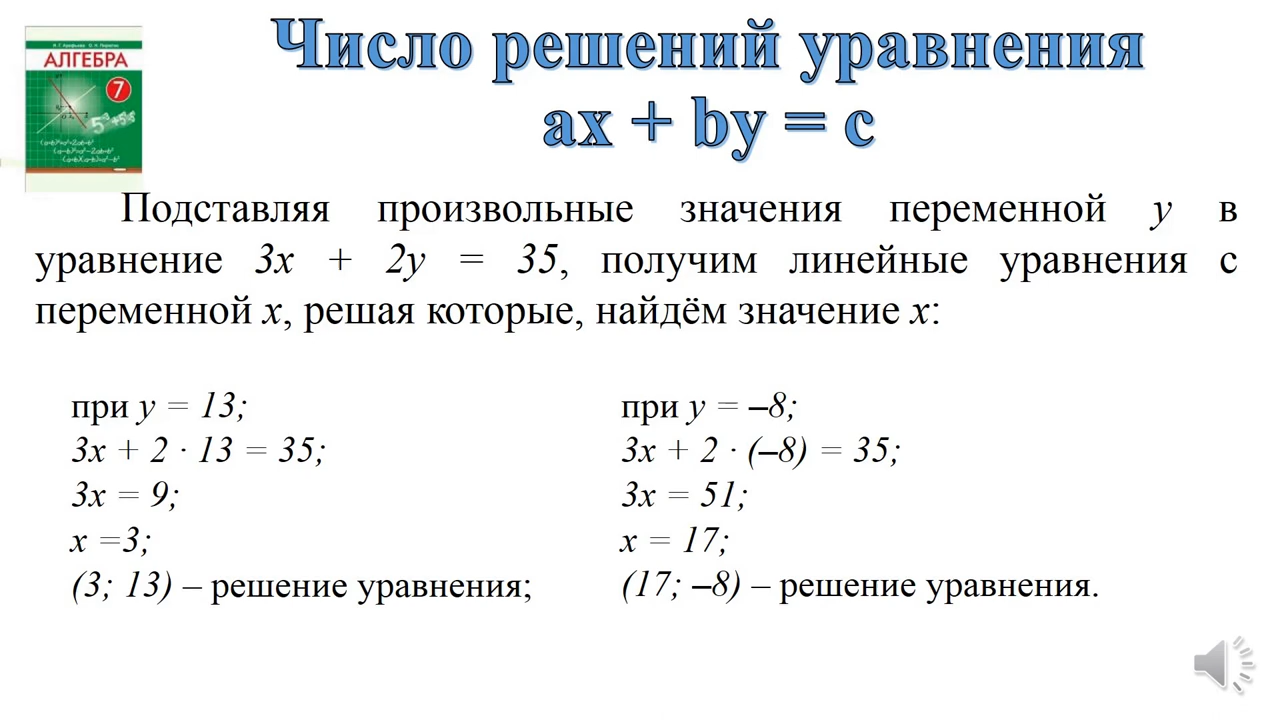 АЛГЕБРА
7
Число решений уравнения
ax + by = c
Подставляя произвольные значения переменной y в
уравнение 3x + 2y = 35, получим линейные уравнения с
переменной x, решая которые, найдём значение x:
при y = 13;
3x + 2 · 13 = 35;
3x = 9;
x =3;
(3; 13) – решение уравнения;
при y = –8;
3x + 2 · (–8) = 35;
3x = 51;
x = 17;
(17; –8) – решение уравнения.